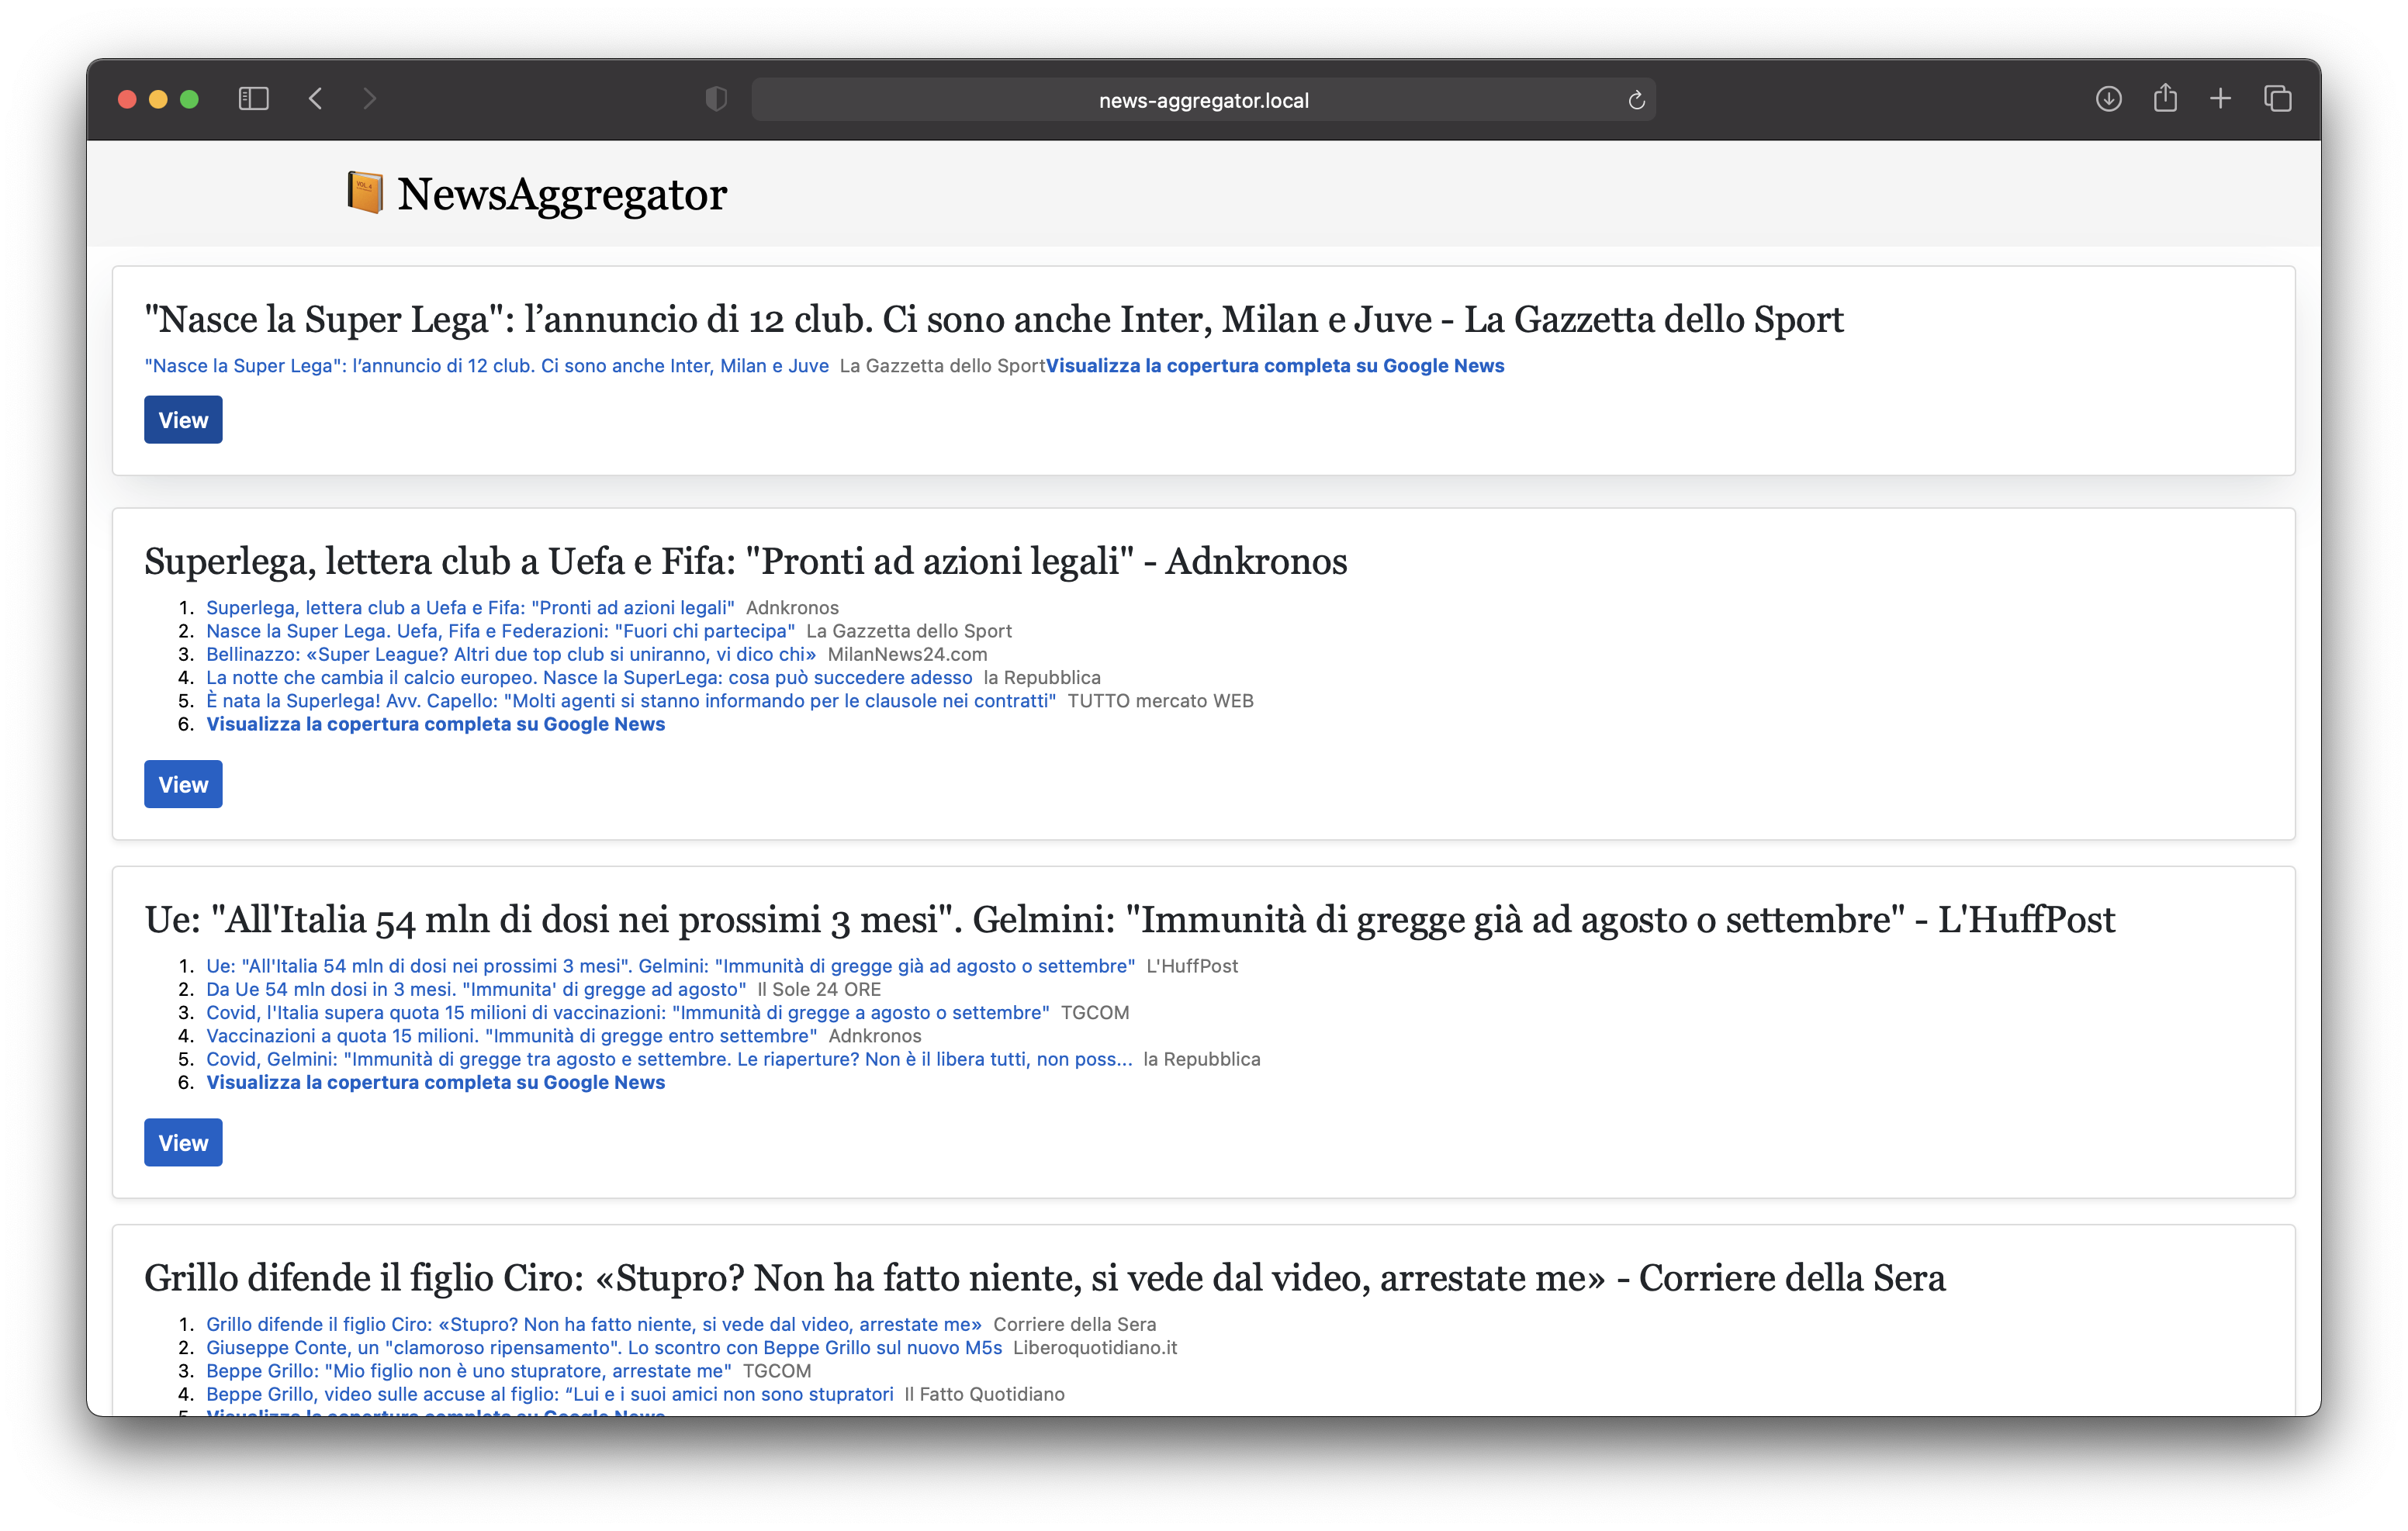 news-aggregator.local
VOL. 4
NewsAggregator
"Nasce la Super Lega": l’annuncio di 12 club. Ci sono anche Inter, Milan e Juve - La Gazzetta dello Sport
"Nasce la Super Lega": l’annuncio di 12 club. Ci sono anche Inter, Milan e Juve La Gazzetta dello SportVisualizza la copertura completa su Google News
View
Superlega, lettera club a Uefa e Fifa: "Pronti ad azioni legali" - Adnkronos
1. Superlega, lettera club a Uefa e Fifa: "Pronti ad azioni legali" Adnkronos
2. Nasce la Super Lega. Uefa, Fifa e Federazioni: "Fuori chi partecipa" La Gazzetta dello Sport
3. Bellinazzo: «Super League? Altri due top club si uniranno, vi dico chi» MilanNews24.com
4. La notte che cambia il calcio europeo. Nasce la SuperLega: cosa può succedere adesso la Repubblica
5. È nata la Superlega! Avv. Capello: "Molti agenti si stanno informando per le clausole nei contratti" TUTTO mercato WEB
6. Visualizza la copertura completa su Google News
View
Ue: "All'Italia 54 mln di dosi nei prossimi 3 mesi". Gelmini: "Immunità di gregge già ad agosto o settembre" - L'HuffPost
1. Ue: "All'Italia 54 mln di dosi nei prossimi 3 mesi". Gelmini: "Immunità di gregge già ad agosto o settembre" L'HuffPost
2. Da Ue 54 mln dosi in 3 mesi. "Immunita' di gregge ad agosto" Il Sole 24 ORE
3. Covid, l'Italia supera quota 15 milioni di vaccinazioni: "Immunità di gregge a agosto o settembre" TGCOM
4. Vaccinazioni a quota 15 milioni. "Immunità di gregge entro settembre" Adnkronos
5. Covid, Gelmini: "Immunità di gregge tra agosto e settembre. Le riaperture? Non è il libera tutti, non poss... la Repubblica
6. Visualizza la copertura completa su Google News
View
Grillo difende il figlio Ciro: «Stupro? Non ha fatto niente, si vede dal video, arrestate me» - Corriere della Sera
1. Grillo difende il figlio Ciro: «Stupro? Non ha fatto niente, si vede dal video, arrestate me» Corriere della Sera
2. Giuseppe Conte, un "clamoroso ripensamento". Lo scontro con Beppe Grillo sul nuovo M5s Liberoquotidiano.it
3. Beppe Grillo: "Mio figlio non è uno stupratore, arrestate me" TGCOM
4. Beppe Grillo, video sulle accuse al figlio: “Lui e i suoi amici non sono stupratori Il Fatto Quotidiano
5. Visualizza la copertura completa su Google News